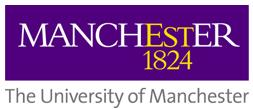 MANCHEstER
1824
The University of Manchester